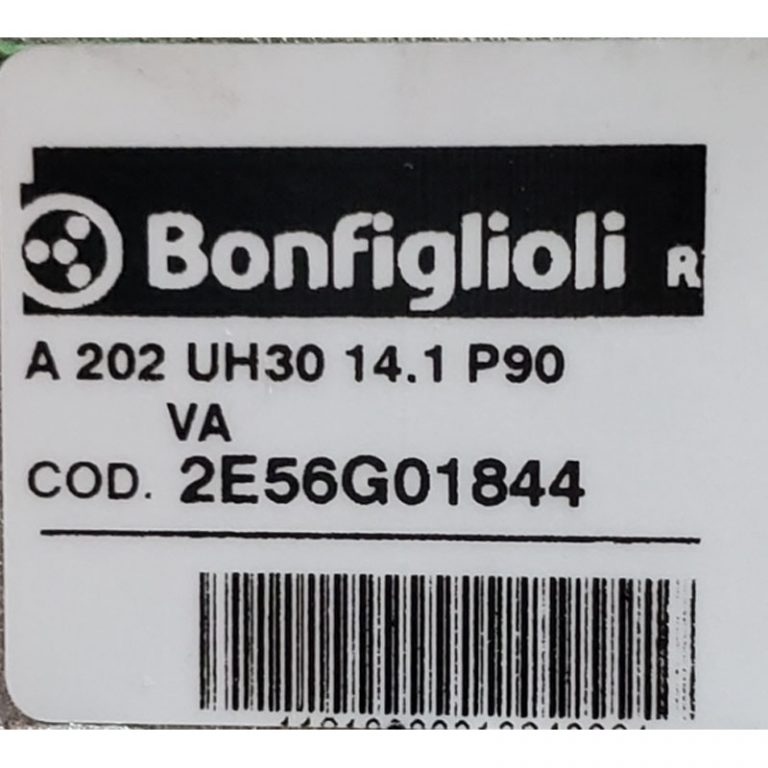 Bonfiglioli R
A 202 UH30 14.1 P90
VA
COD. 2E56G01844